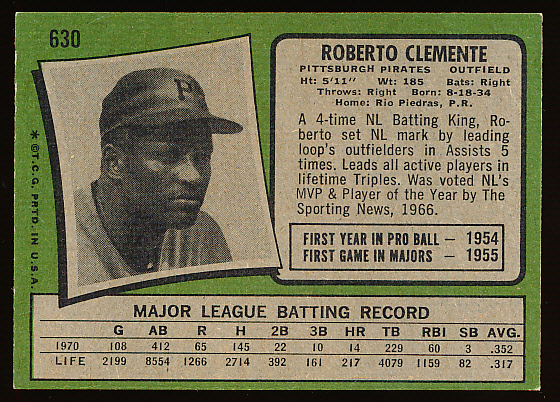 630
ROBERTO CLEMENTE
PITTSBURGH PIRATES OUTFIELD
Ht: 5'11" Wt: 185 Bats: Right
Throws: Right Born: 8-18-34
Home: Rio Piedras, P.R.
A 4-time NL Batting King, Ro-
berto set NL mark by leading
loop's outfielders in Assists 5
times. Leads all active players in
lifetime Triples. Was voted NL's
MVP & Player of the Year by The
Sporting News, 1966.
FIRST YEAR IN PRO BALL — 1954
FIRST GAME IN MAJORS — 1955
P
* ©T.C.G. PRTD. IN U.S.A.
MAJOR LEAGUE BATTING RECORD
G AB R H 2B 3B HR TB RBI SB AVG.
1970 108 412 65 145 22 10 14 229 60 3 .352
LIFE 2199 8554 1266 2714 392 161 217 4079 1159 82 .317